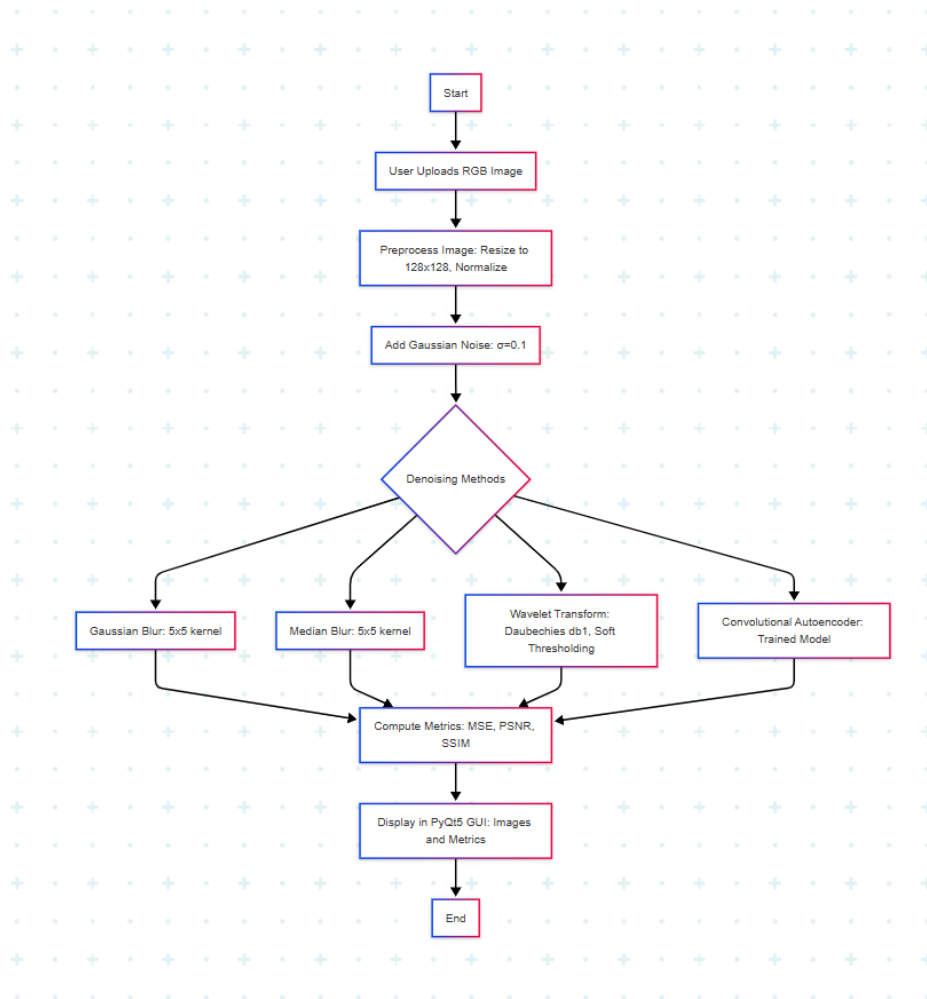 Start
User Uploads RGB Image
Preprocess Image: Resize to
128x128, Normalize
Add Gaussian Noise: σ=0.1
Denoising Methods
Gaussian Blur: 5x5 kernel
Median Blur: 5x5 kernel
Wavelet Transform:
Daubechies db1, Soft
Thresholding
Convolutional Autoencoder:
Trained Model
Compute Metrics: MSE, PSNR,
SSIM
Display in PyQt5 GUI: Images
and Metrics
End